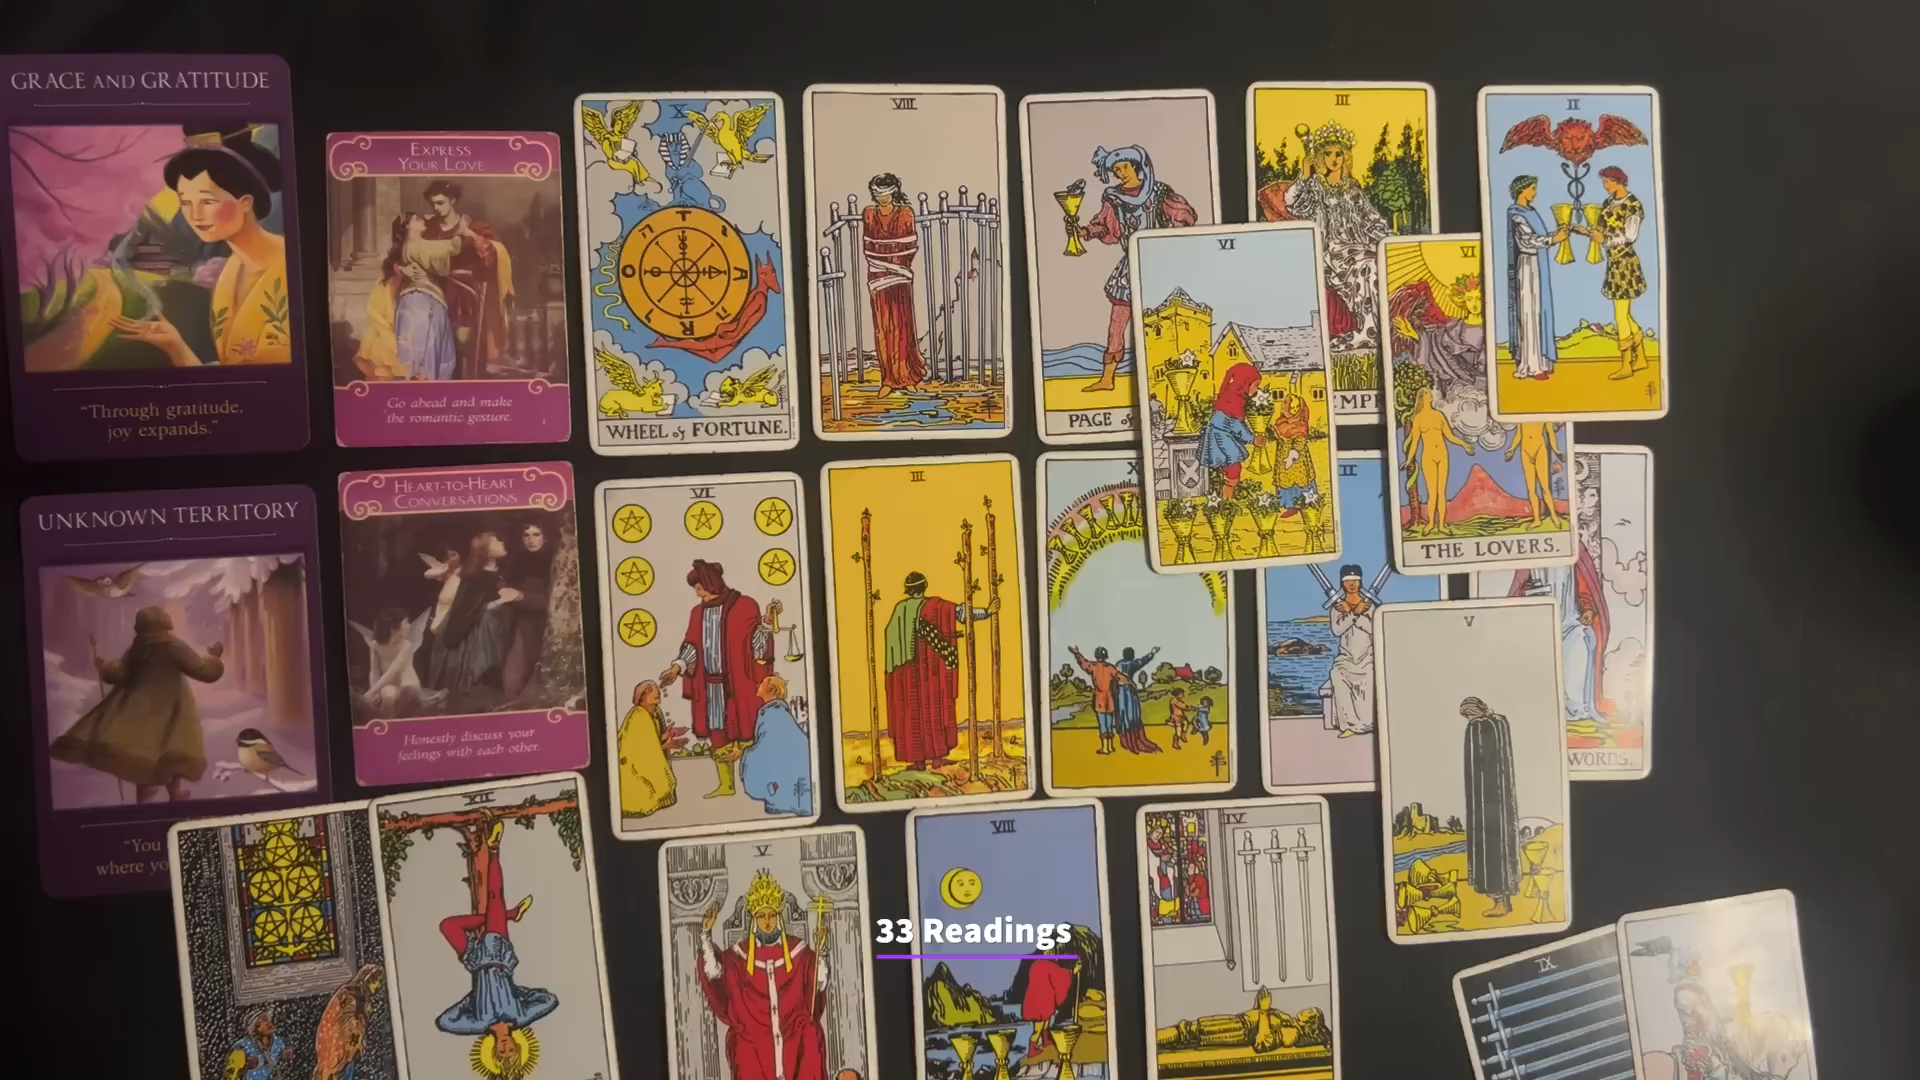 GRACE AND GRATITUDE
"Through gratitude,
joy expands."
EXPRESS
YOUR LOVE
Go ahead and make
the romantic gesture.
X
WHEEL of FORTUNE.
VIII
PAGE of
III
EMPR
VI
VI
THE LOVERS.
II
UNKNOWN TERRITORY
"You
where yo
HEART-TO-HEART
CONVERSATIONS
Honestly discuss your
feelings with each other.
VI
III
X
II
WORDS.
V
XII
V
VIII
IV
IX
33 Readings